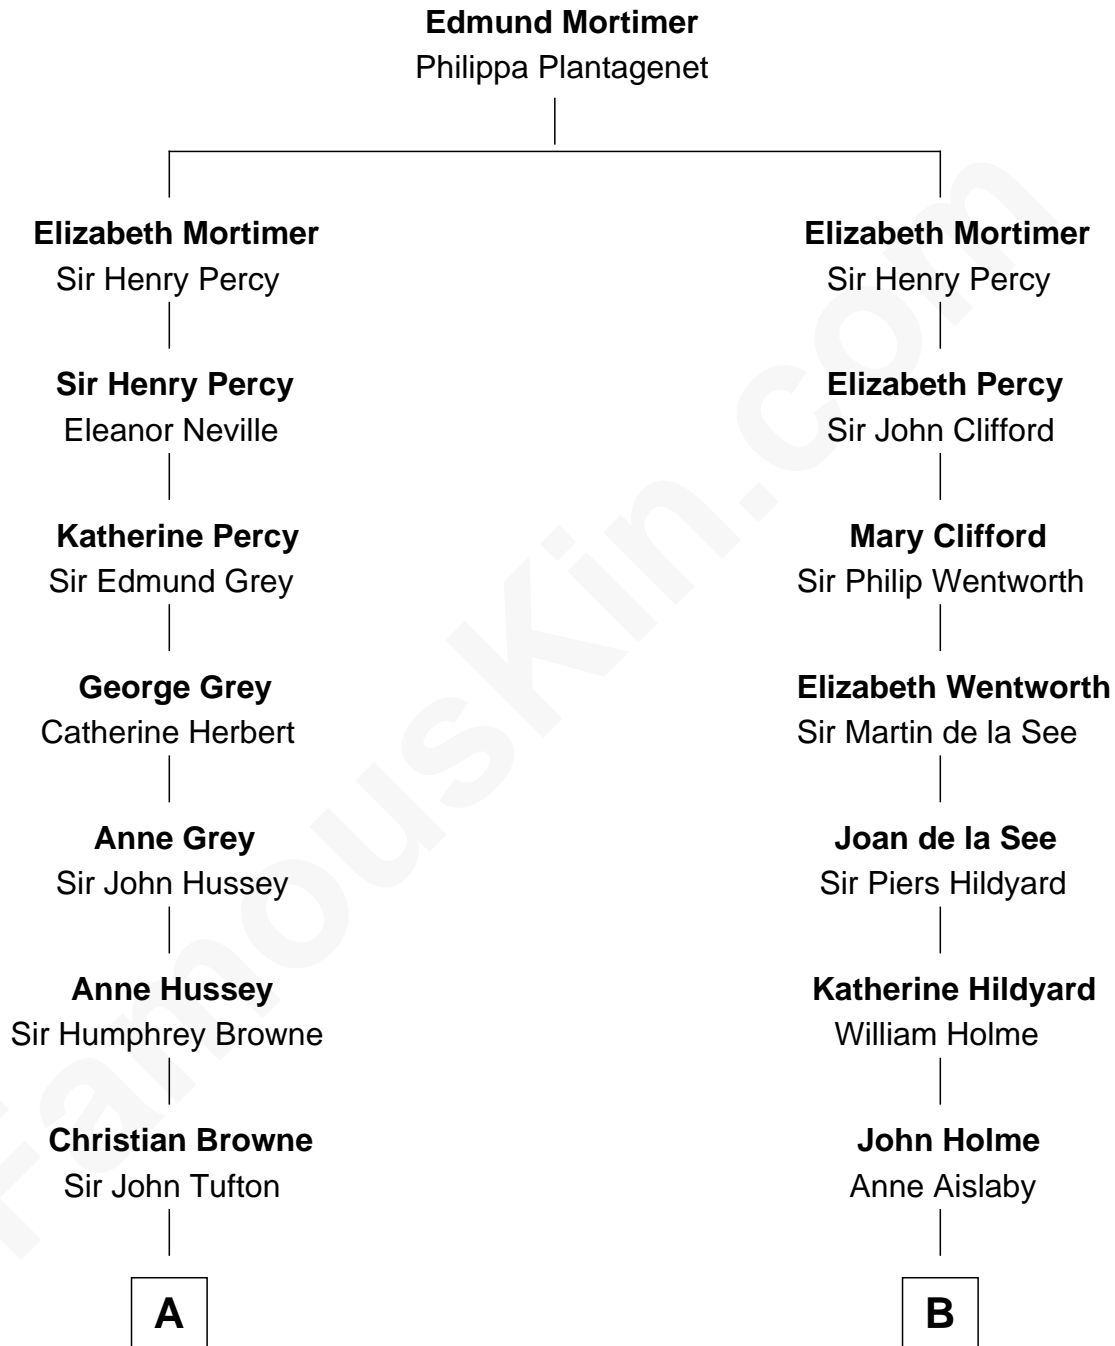 Edmund Mortimer
Philippa Plantagenet
Elizabeth Mortimer
Sir Henry Percy
Sir Henry Percy
Eleanor Neville
Katherine Percy
Sir Edmund Grey
George Grey
Catherine Herbert
Anne Grey
Sir John Hussey
Anne Hussey
Sir Humphrey Browne
Christian Browne
Sir John Tufton
A
Elizabeth Mortimer
Sir Henry Percy
Elizabeth Percy
Sir John Clifford
Mary Clifford
Sir Philip Wentworth
Elizabeth Wentworth
Sir Martin de la See
Joan de la See
Sir Piers Hildyard
Katherine Hildyard
William Holme
John Holme
Anne Aislaby
B
FamousKin.com